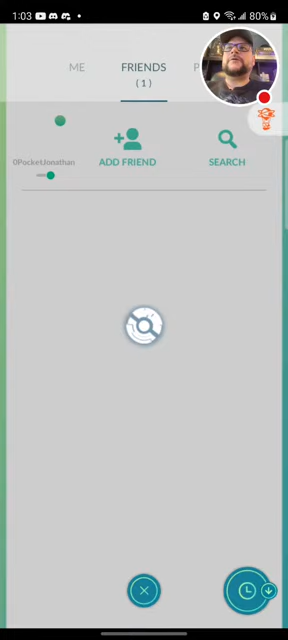 1:03
80%
ME
FRIENDS
P
( 1 )
ADD FRIEND
SEARCH
0PocketJonathan